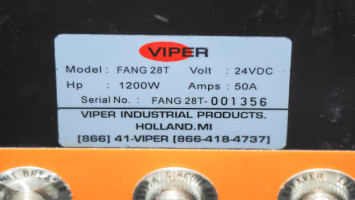 VIPER
Model : FANG 28T Volt : 24VDC
Hp : 1200W Amps : 50A
Serial No. : FANG 28T-001356
VIPER INDUSTRIAL PRODUCTS.
HOLLAND.MI
[866] 41-VIPER [866-418-4737)